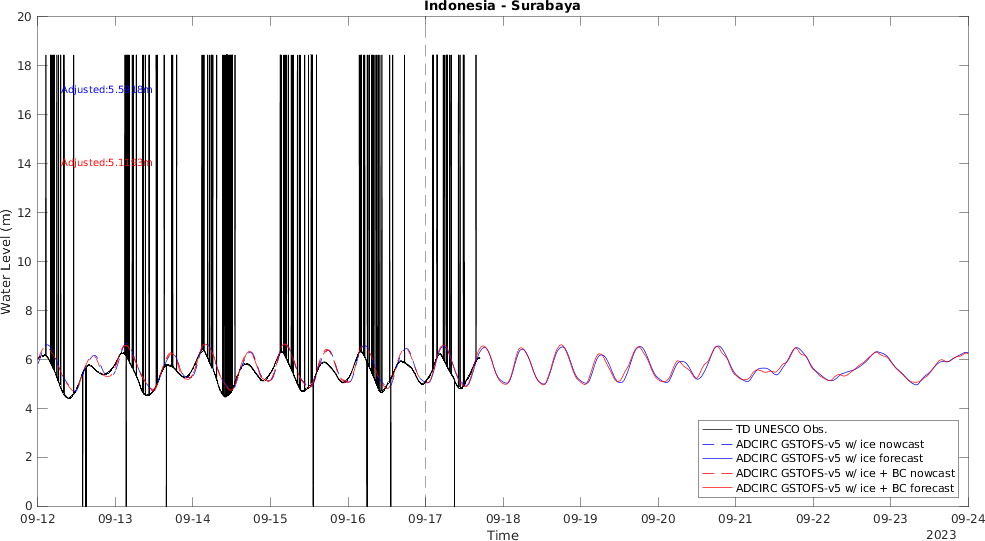 Indonesia - Surabaya
20
18
16
14
12
10
8
6
4
2
0
Water Level (m)
09-12 09-13 09-14 09-15 09-16 09-17 09-18 09-19 09-20 09-21 09-22 09-23 09-24
Time
2023
TD UNESCO Obs.
ADCIRC GSTOFS-v5 w/ ice nowcast
ADCIRC GSTOFS-v5 w/ ice forecast
ADCIRC GSTOFS-v5 w/ ice + BC nowcast
ADCIRC GSTOFS-v5 w/ ice + BC forecast